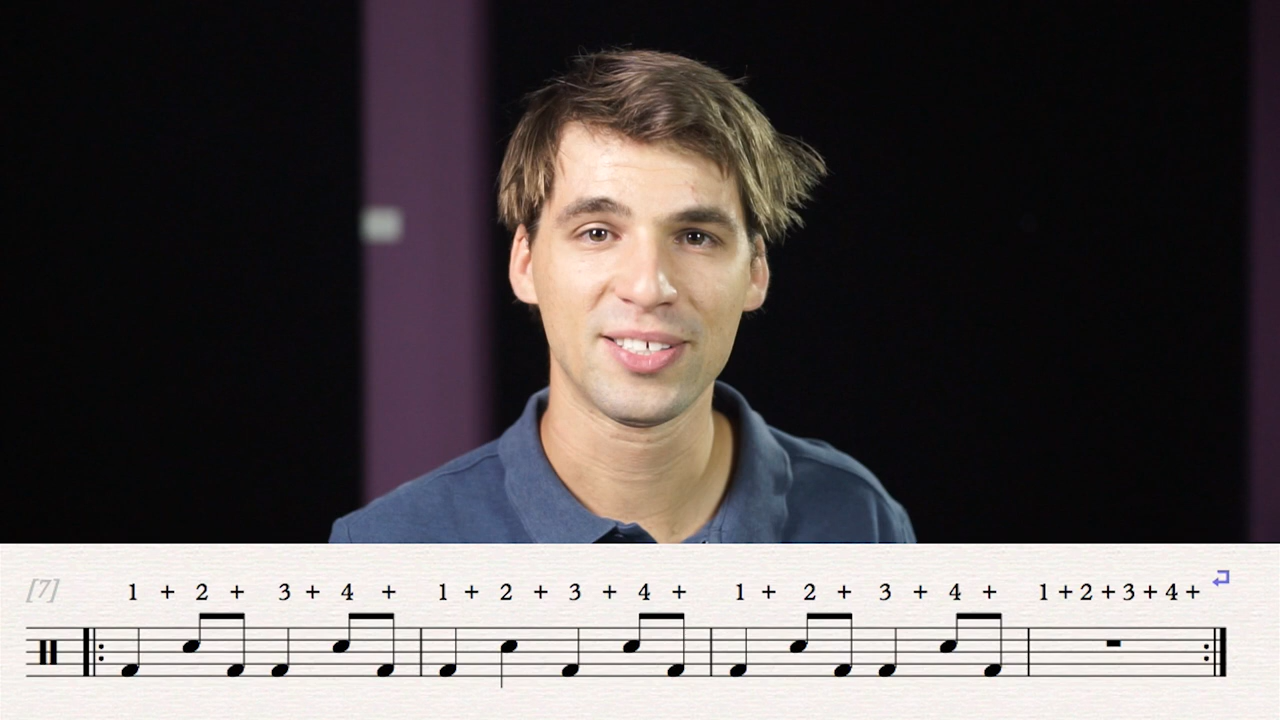 [7] 1 + 2 + 3 + 4 + 1 + 2 + 3 + 4 + 1 + 2 + 3 + 4 + 1 + 2 + 3 + 4 +